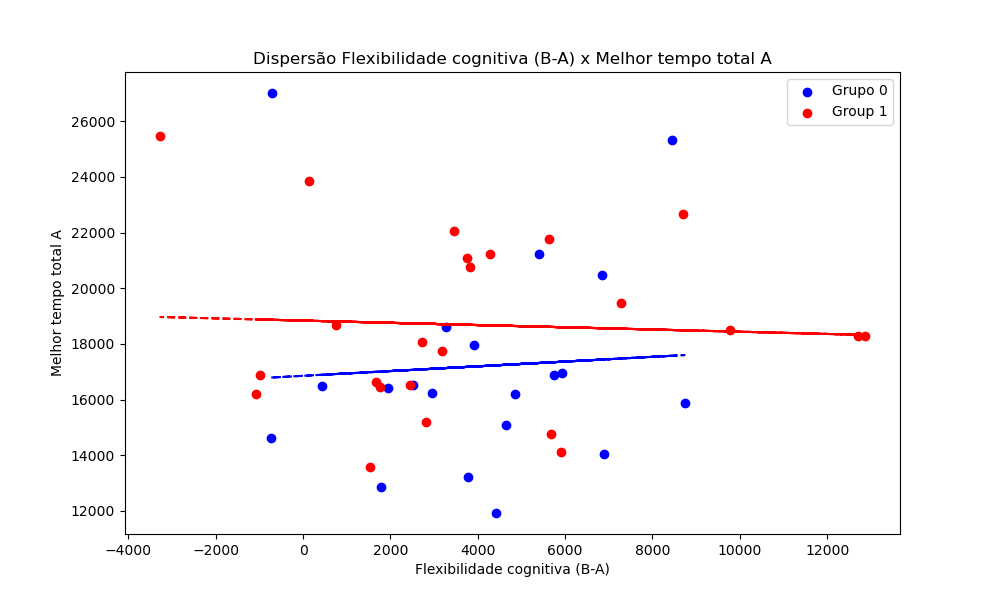 Dispersão Flexibilidade cognitiva (B-A) x Melhor tempo total A
Grupo 0
Group 1
Melhor tempo total A
26000
24000
22000
20000
18000
16000
14000
12000
−4000 −2000 0 2000 4000 6000 8000 10000 12000
Flexibilidade cognitiva (B-A)